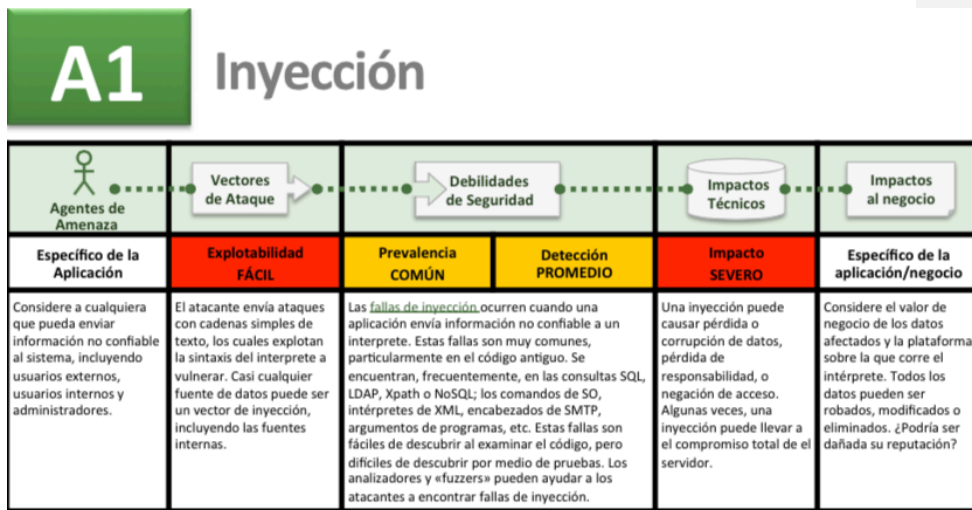 A1
Inyección
Agentes de
Amenaza
Vectores
de Ataque
Debilidades
de Seguridad
Impactos
Técnicos
Impactos
al negocio
Específico de la
Aplicación
Explotabilidad
FÁCIL
Prevalencia
COMÚN
Detección
PROMEDIO
Impacto
SEVERO
Específico de la
aplicación/negocio
Considere a cualquiera
que pueda enviar
información no confiable
al sistema, incluyendo
usuarios externos,
usuarios internos y
administradores.
El atacante envía ataques
con cadenas simples de
texto, los cuales explotan
la sintaxis del interprete a
vulnerar. Casi cualquier
fuente de datos puede ser
un vector de inyección,
incluyendo las fuentes
internas.
Las fallas de inyección ocurren cuando una
aplicación envía información no confiable a un
interprete. Estas fallas son muy comunes,
particularmente en el código antiguo. Se
encuentran, frecuentemente, en las consultas SQL,
LDAP, Xpath o NoSQL; los comandos de SO,
intérpretes de XML, encabezados de SMTP,
argumentos de programas, etc. Estas fallas son
fáciles de descubrir al examinar el código, pero
difíciles de descubrir por medio de pruebas. Los
analizadores y «fuzzers» pueden ayudar a los
atacantes a encontrar fallas de inyección.
Una inyección puede
causar pérdida o
corrupción de datos,
pérdida de
responsabilidad, o
negación de acceso.
Algunas veces, una
inyección puede llevar a
el compromiso total de el
servidor.
Considere el valor de
negocio de los datos
afectados y la plataforma
sobre la que corre el
intérprete. Todos los
datos pueden ser
robados, modificados o
eliminados. ¿Podría ser
dañada su reputación?